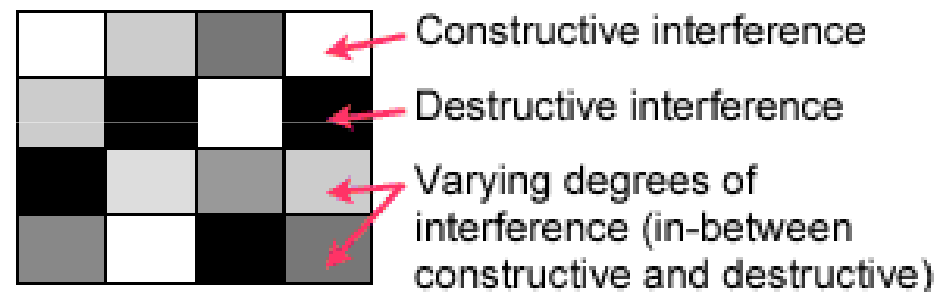 Constructive interference
Destructive interference
Varying degrees of
interference (in-between
constructive and destructive)